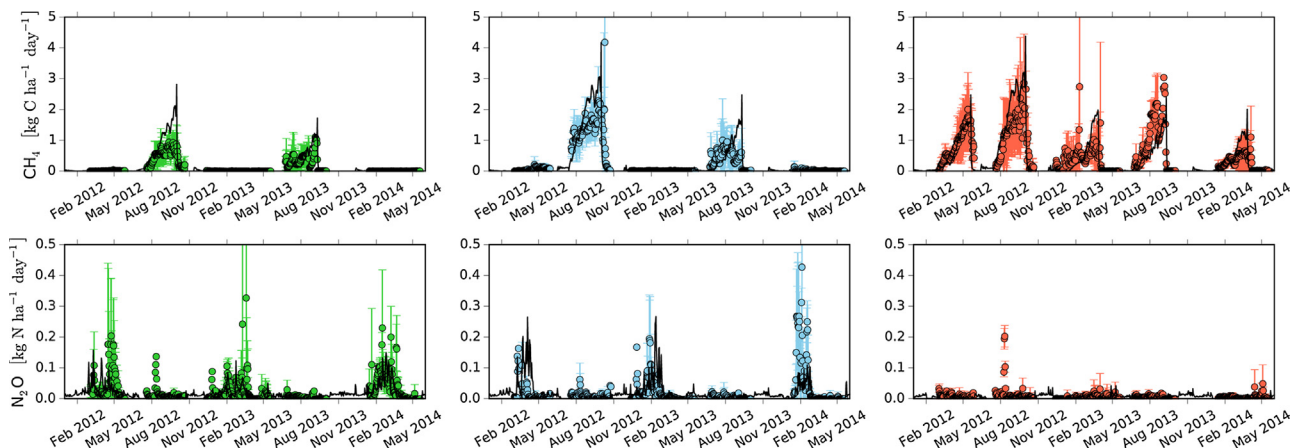 CH₄ [kg C ha⁻¹ day⁻¹]
5
4
3
2
1
0
Feb 2012
May 2012
Aug 2012
Nov 2012
Feb 2013
May 2013
Aug 2013
Nov 2013
Feb 2014
May 2014
5
4
3
2
1
0
Feb 2012
May 2012
Aug 2012
Nov 2012
Feb 2013
May 2013
Aug 2013
Nov 2013
Feb 2014
May 2014
5
4
3
2
1
0
Feb 2012
May 2012
Aug 2012
Nov 2012
Feb 2013
May 2013
Aug 2013
Nov 2013
Feb 2014
May 2014
N₂O [kg N ha⁻¹ day⁻¹]
0.5
0.4
0.3
0.2
0.1
0.0
Feb 2012
May 2012
Aug 2012
Nov 2012
Feb 2013
May 2013
Aug 2013
Nov 2013
Feb 2014
May 2014
0.5
0.4
0.3
0.2
0.1
0.0
Feb 2012
May 2012
Aug 2012
Nov 2012
Feb 2013
May 2013
Aug 2013
Nov 2013
Feb 2014
May 2014
0.5
0.4
0.3
0.2
0.1
0.0
Feb 2012
May 2012
Aug 2012
Nov 2012
Feb 2013
May 2013
Aug 2013
Nov 2013
Feb 2014
May 2014